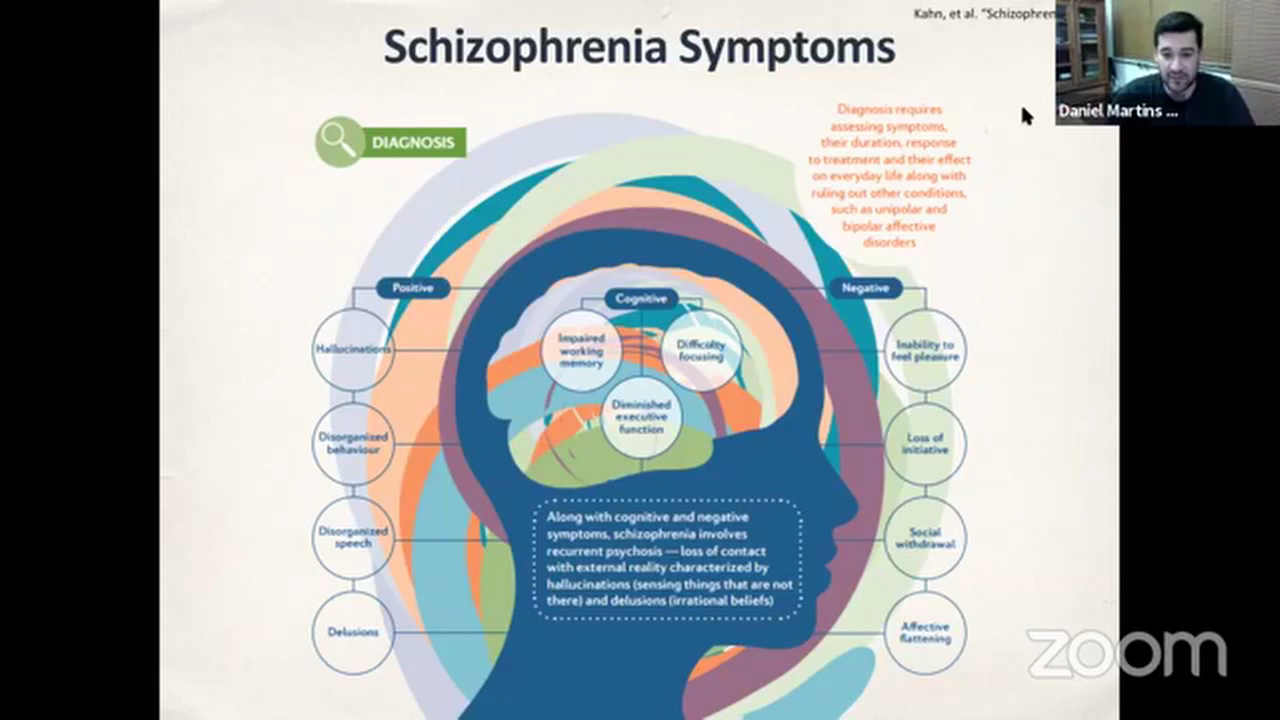 Kahn, et al. "Schizophren
Schizophrenia Symptoms
Daniel Martins ...
DIAGNOSIS
Diagnosis requires
assessing symptoms,
their duration, response
to treatment and their effect
on everyday life along with
ruling out other conditions,
such as unipolar and
bipolar affective
disorders
Positive
Hallucinations
Disorganized
behaviour
Disorganized
speech
Delusions
Cognitive
Impaired
working
memory
Difficulty
focusing
Diminished
executive
function
Negative
Inability to
feel pleasure
Loss of
initiative
Social
withdrawal
Affective
flattening
Along with cognitive and negative
symptoms, schizophrenia involves
recurrent psychosis — loss of contact
with external reality characterized by
hallucinations (sensing things that are not
there) and delusions (irrational beliefs)
zoom